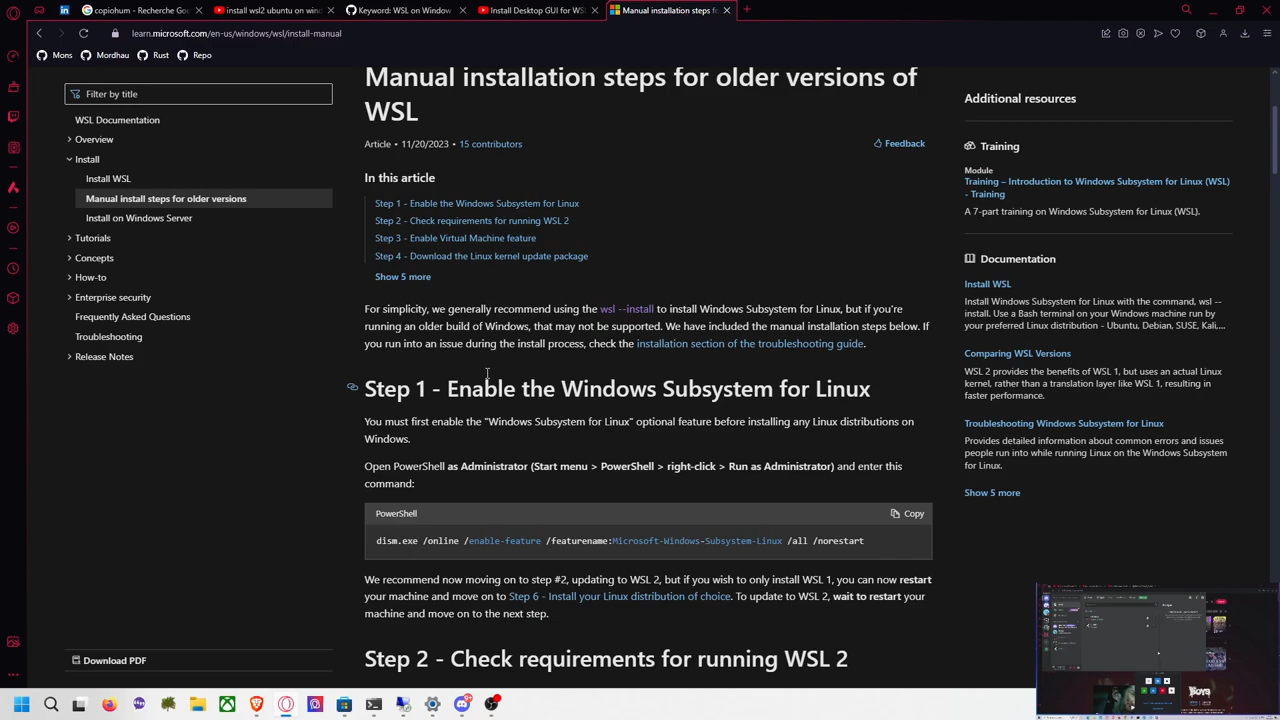 in
copiohum - Recherche Goo
install wsl2 ubuntu on windo
Keyword: WSL on Window
Install Desktop GUI for WS
Manual installation steps fo
learn.microsoft.com/en-us/windows/wsl/install-manual
Mons
Mordhau
Rust
Repo
Filter by title
WSL Documentation
Overview
Install
Install WSL
Manual install steps for older versions
Install on Windows Server
Tutorials
Concepts
How-to
Enterprise security
Frequently Asked Questions
Troubleshooting
Release Notes
Download PDF
Manual installation steps for older versions of
WSL
Article • 11/20/2023 • 15 contributors
Feedback
In this article
Step 1 - Enable the Windows Subsystem for Linux
Step 2 - Check requirements for running WSL 2
Step 3 - Enable Virtual Machine feature
Step 4 - Download the Linux kernel update package
Show 5 more
For simplicity, we generally recommend using the wsl --install to install Windows Subsystem for Linux, but if you're
running an older build of Windows, that may not be supported. We have included the manual installation steps below. If
you run into an issue during the install process, check the installation section of the troubleshooting guide.
Step 1 - Enable the Windows Subsystem for Linux
You must first enable the "Windows Subsystem for Linux" optional feature before installing any Linux distributions on
Windows.
Open PowerShell as Administrator (Start menu > PowerShell > right-click > Run as Administrator) and enter this
command:
PowerShell
Copy
dism.exe /online /enable-feature /featurename:Microsoft-Windows-Subsystem-Linux /all /norestart
We recommend now moving on to step #2, updating to WSL 2, but if you wish to only install WSL 1, you can now restart
your machine and move on to Step 6 - Install your Linux distribution of choice. To update to WSL 2, wait to restart your
machine and move on to the next step.
Step 2 - Check requirements for running WSL 2
Additional resources
Training
Module
Training – Introduction to Windows Subsystem for Linux (WSL)
- Training
A 7-part training on Windows Subsystem for Linux (WSL).
Documentation
Install WSL
Install Windows Subsystem for Linux with the command, wsl --
install. Use a Bash terminal on your Windows machine run by
your preferred Linux distribution - Ubuntu, Debian, SUSE, Kali,...
Comparing WSL Versions
WSL 2 provides the benefits of WSL 1, but uses an actual Linux
kernel, rather than a translation layer like WSL 1, resulting in
faster performance.
Troubleshooting Windows Subsystem for Linux
Provides detailed information about common errors and issues
people run into while running Linux on the Windows Subsystem
for Linux.
Show 5 more